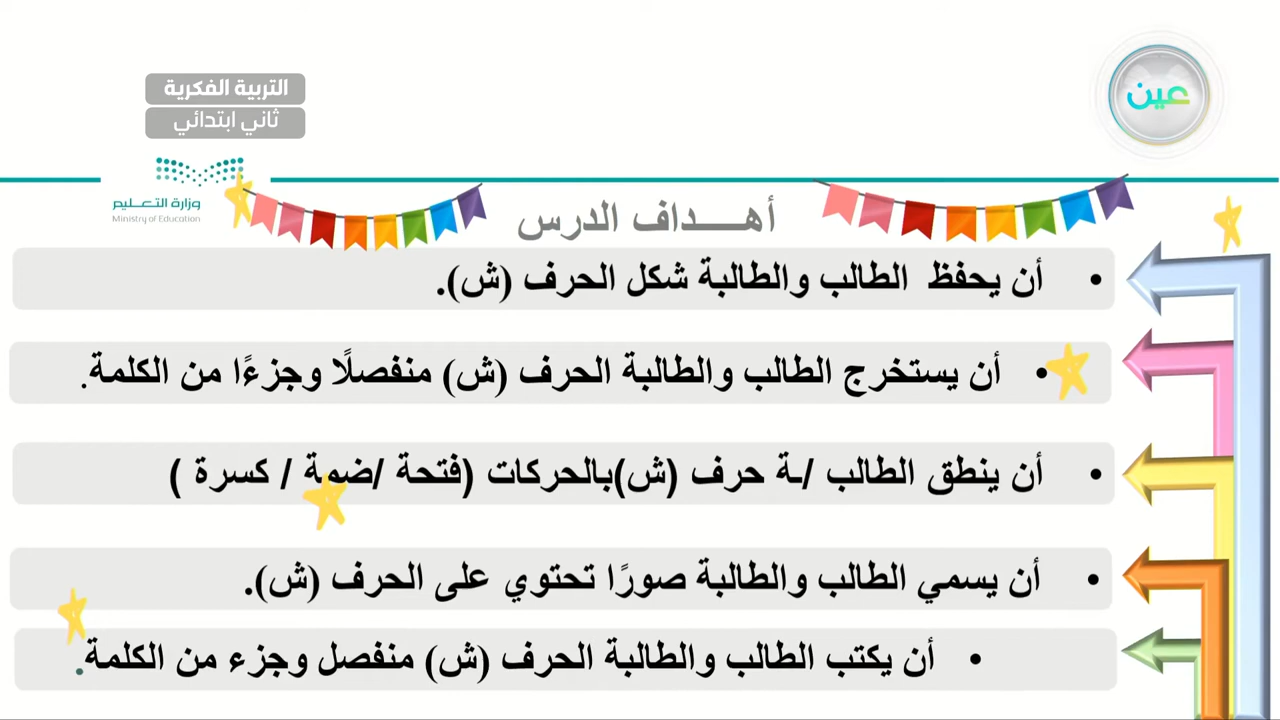 عين
التربية الفكرية
ثاني ابتدائي
وزارة التعـــليم
Ministry of Education
أهـــــداف الدرس
• أن يحفظ الطالب والطالبة شكل الحرف (ش).
• أن يستخرج الطالب والطالبة الحرف (ش) منفصلًا وجزءًا من الكلمة.
• أن ينطق الطالب /ـة حرف (ش)بالحركات (فتحة /ضمة / كسرة )
• أن يسمي الطالب والطالبة صورًا تحتوي على الحرف (ش).
• أن يكتب الطالب والطالبة الحرف (ش) منفصل وجزء من الكلمة.